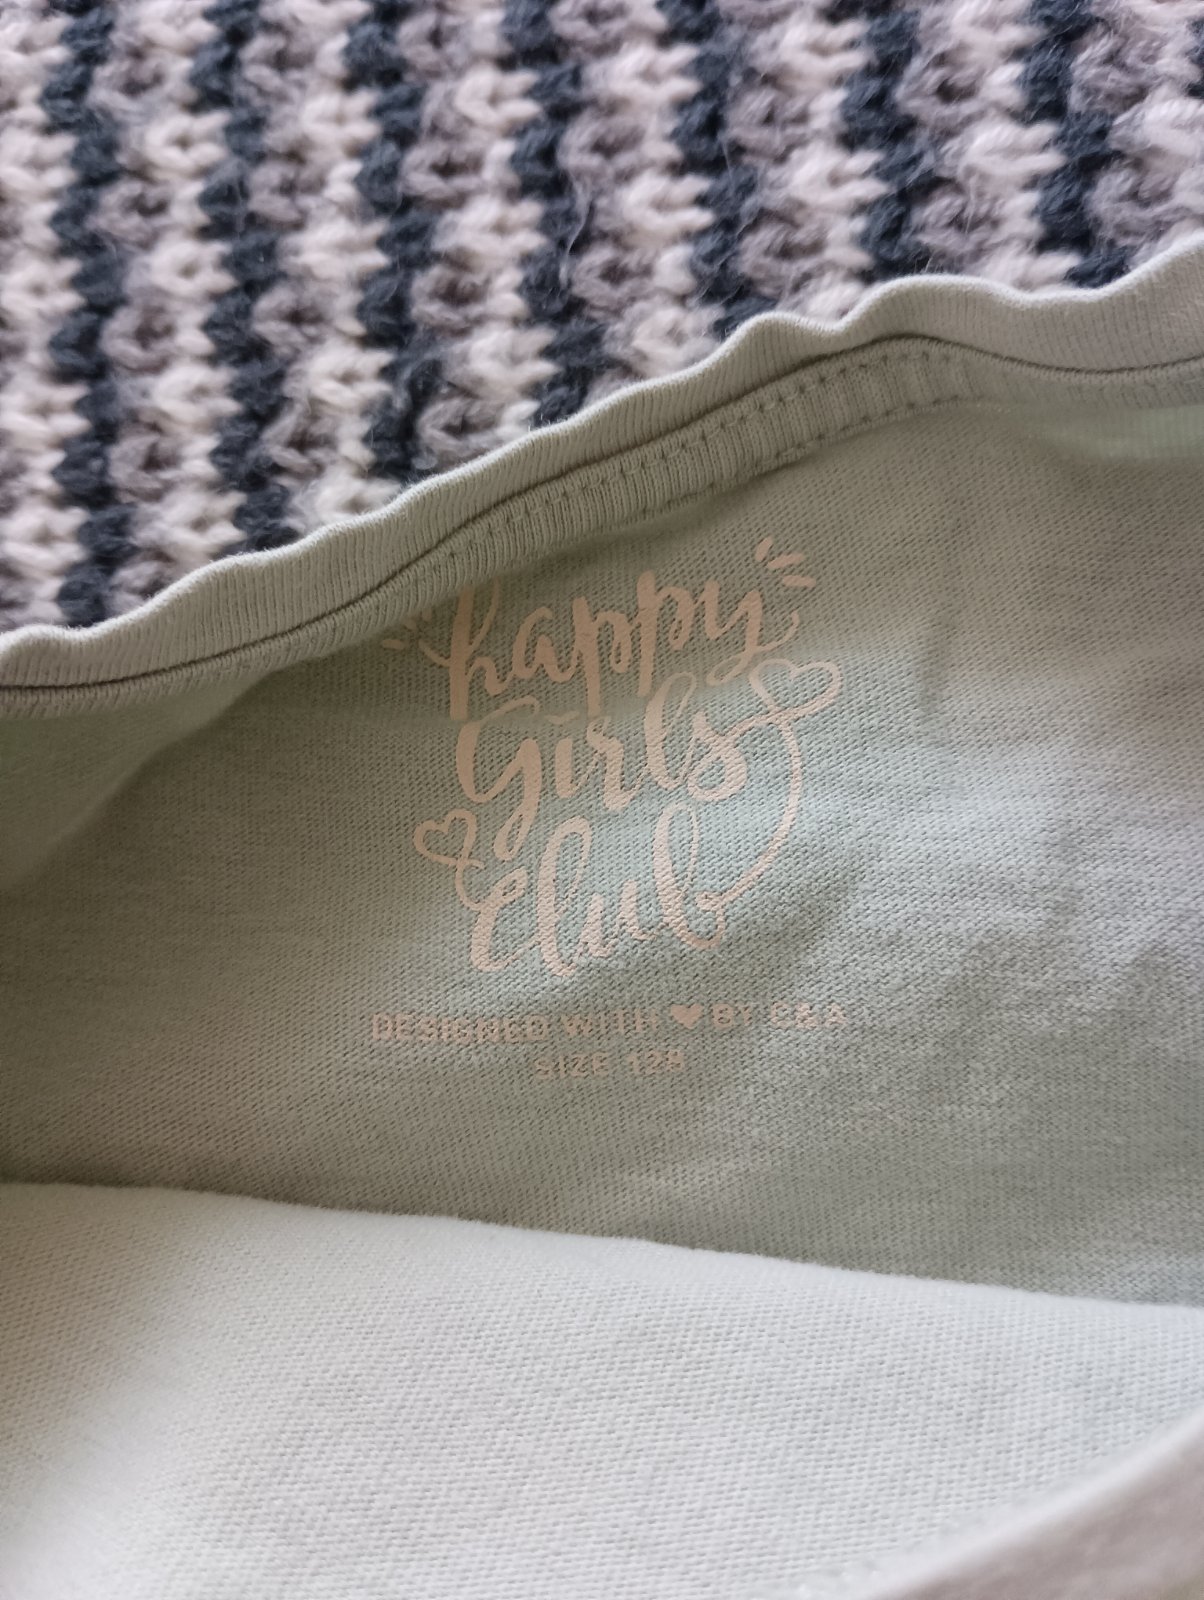 happy
Girls
Club
DESIGNED WITH ♥ BY C&A
SIZE 128